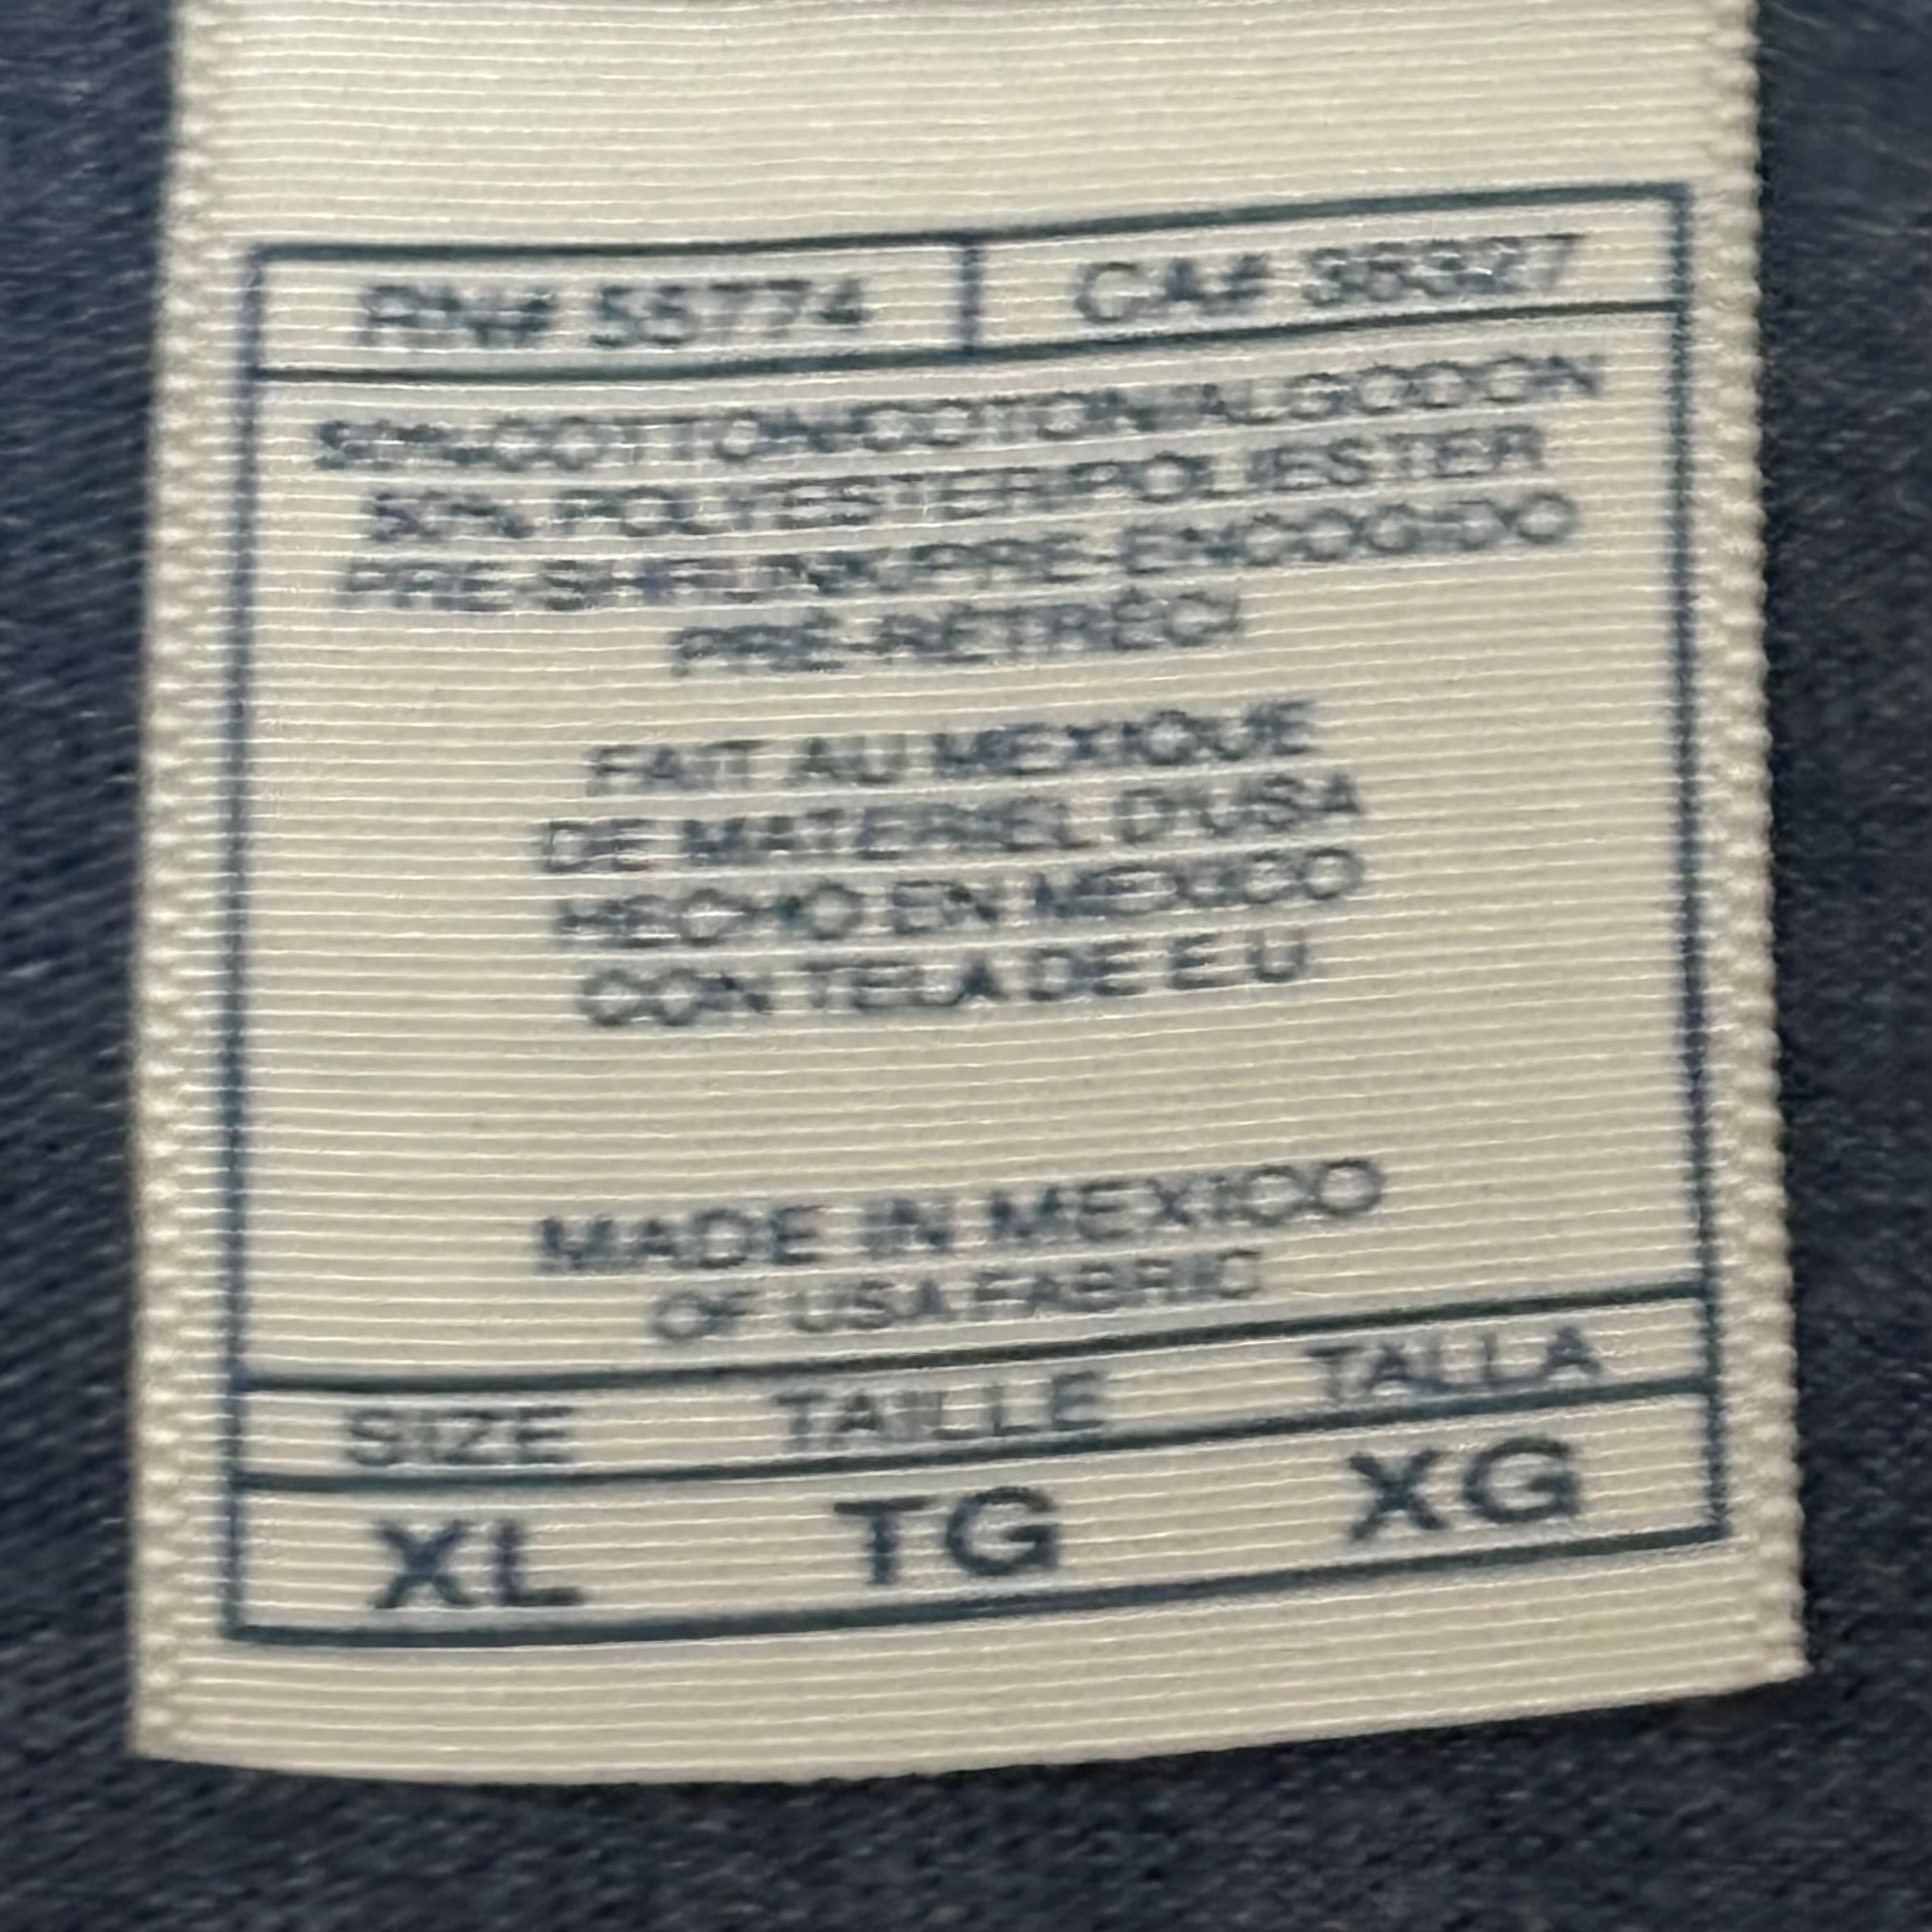 RN# 55774 CA# 38327
50% COTTON/COTON/ALGODON
50% POLYESTER/POLIESTER
PRE-SHRUNK/PRE-ENCOGIDO
PRÉ-RÉTRÉCI
FAIT AU MEXIQUE
DE MATERIEL D'USA
HECHO EN MEXICO
CON TELA DE E.U
MADE IN MEXICO
OF USA FABRIC
SIZE TAILLE TALLA
XL TG XG